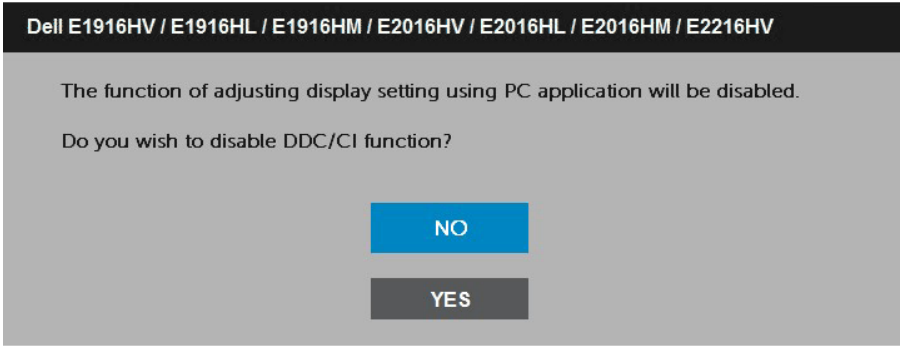 Dell E1916HV / E1916HL / E1916HM / E2016HV / E2016HL / E2016HM / E2216HV
The function of adjusting display setting using PC application will be disabled.
Do you wish to disable DDC/CI function?
NO
YES